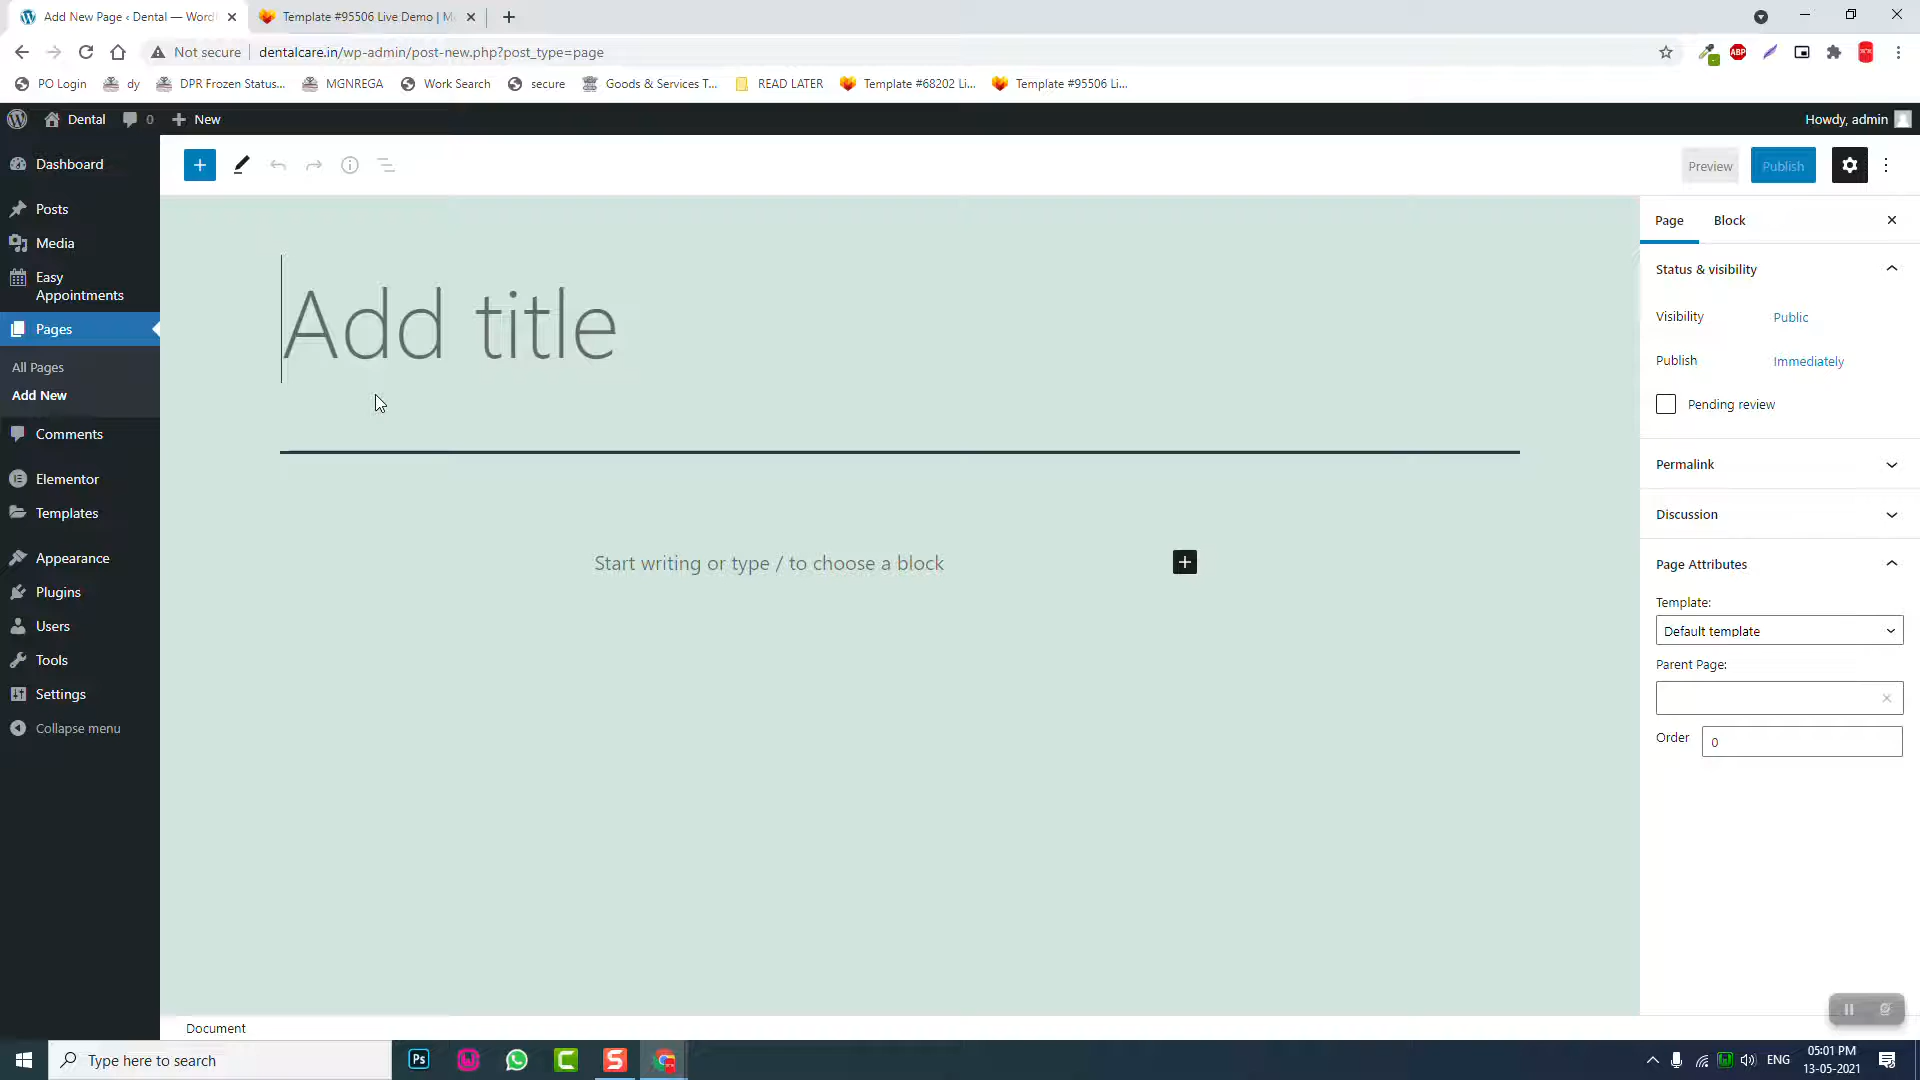 Add New Page ‹ Dental — Word
Template #95506 Live Demo | Mo
Not secure
dentalcare.in/wp-admin/post-new.php?post_type=page
ABP
PO Login
dy
DPR Frozen Status...
MGNREGA
Work Search
secure
Goods & Services T...
READ LATER
Template #68202 Li...
Template #95506 Li...
Dental
0
New
Howdy, admin
Dashboard
Posts
Media
Easy
Appointments
Pages
All Pages
Add New
Comments
Elementor
Templates
Appearance
Plugins
Users
Tools
Settings
Collapse menu
Preview
Publish
Add title
Start writing or type / to choose a block
Page
Block
Status & visibility
Visibility
Public
Publish
Immediately
Pending review
Permalink
Discussion
Page Attributes
Template:
Default template
Parent Page:
Order
0
Document
Type here to search
Ps
ENG
05:01 PM
13-05-2021